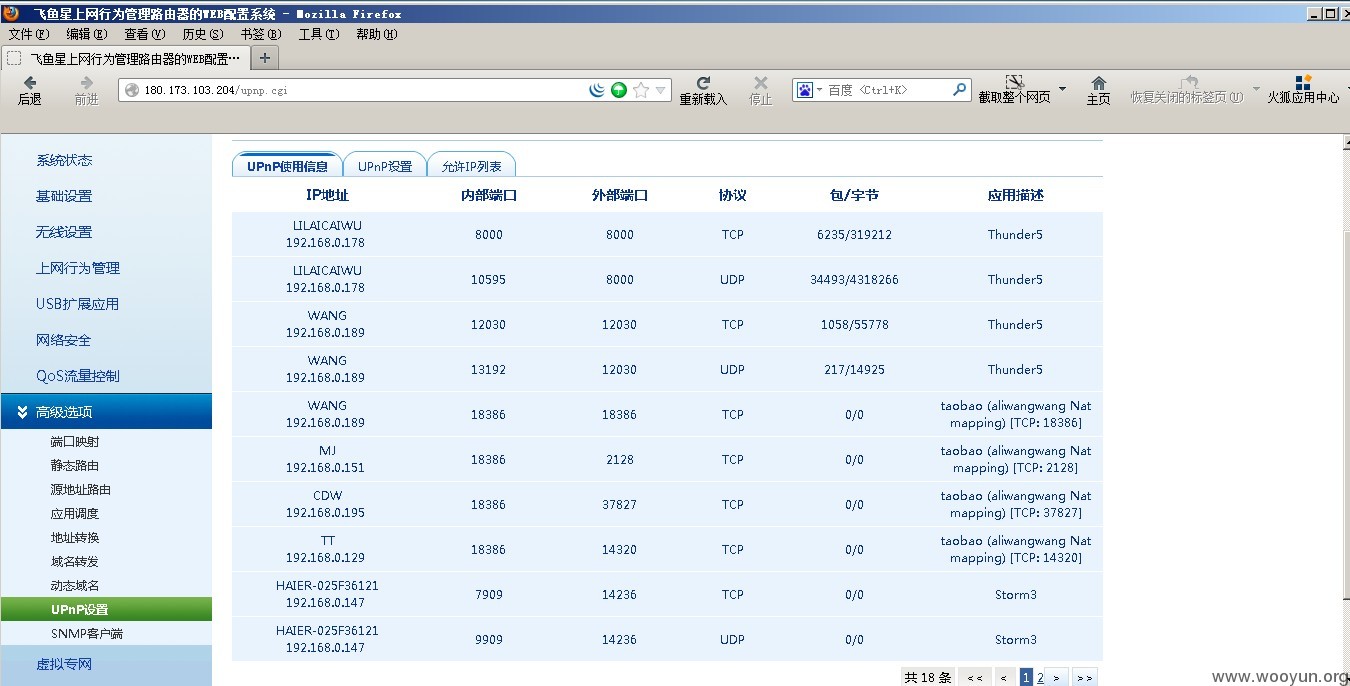 飞鱼星上网行为管理路由器的WEB配置系统 - Mozilla Firefox
文件(F) 编辑(E) 查看(V) 历史(S) 书签(B) 工具(T) 帮助(H)
飞鱼星上网行为管理路由器的WEB配置···
后退 前进 180.173.103.204/upnp.cgi 重新载入 停止 百度 <Ctrl+K> 截取整个网页 主页 恢复关闭的标签页(U) 火狐应用中心
系统状态
基础设置
无线设置
上网行为管理
USB扩展应用
网络安全
QoS流量控制
高级选项
端口映射
静态路由
源地址路由
应用调度
地址转换
域名转发
动态域名
UPnP设置
SNMP客户端
虚拟专网
UPnP使用信息 UPnP设置 允许IP列表
IP地址 内部端口 外部端口 协议 包/字节 应用描述
LILAICAIWU
192.168.0.178 8000 8000 TCP 6235/319212 Thunder5
LILAICAIWU
192.168.0.178 10595 8000 UDP 34493/4318266 Thunder5
WANG
192.168.0.189 12030 12030 TCP 1058/55778 Thunder5
WANG
192.168.0.189 13192 12030 UDP 217/14925 Thunder5
WANG
192.168.0.189 18386 18386 TCP 0/0 taobao (aliwangwang Nat
mapping) [TCP: 18386]
MJ
192.168.0.151 18386 2128 TCP 0/0 taobao (aliwangwang Nat
mapping) [TCP: 2128]
CDW
192.168.0.195 18386 37827 TCP 0/0 taobao (aliwangwang Nat
mapping) [TCP: 37827]
TT
192.168.0.129 18386 14320 TCP 0/0 taobao (aliwangwang Nat
mapping) [TCP: 14320]
HAIER-025F36121
192.168.0.147 7909 14236 TCP 0/0 Storm3
HAIER-025F36121
192.168.0.147 9909 14236 UDP 0/0 Storm3
共 18 条 << < 1 2 > >>
www.wooyun.org